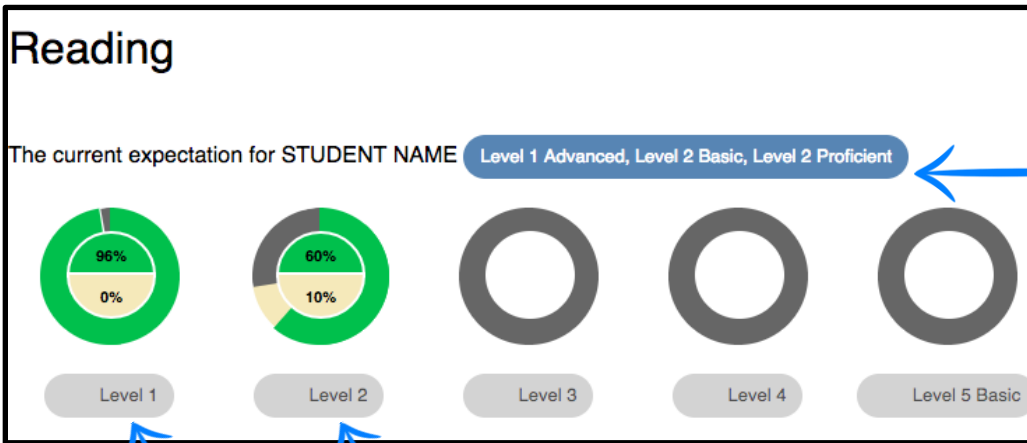 Reading
The current expectation for STUDENT NAME Level 1 Advanced, Level 2 Basic, Level 2 Proficient
96% 60%
0% 10%
Level 1 Level 2 Level 3 Level 4 Level 5 Basic